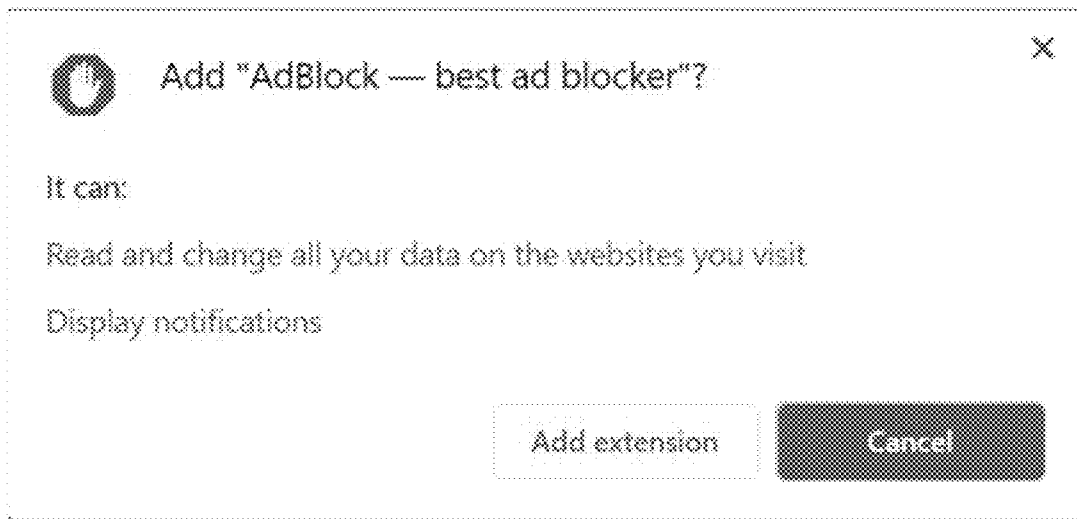 Add "AdBlock — best ad blocker"?
It can:
Read and change all your data on the websites you visit
Display notifications
Add extension
Cancel